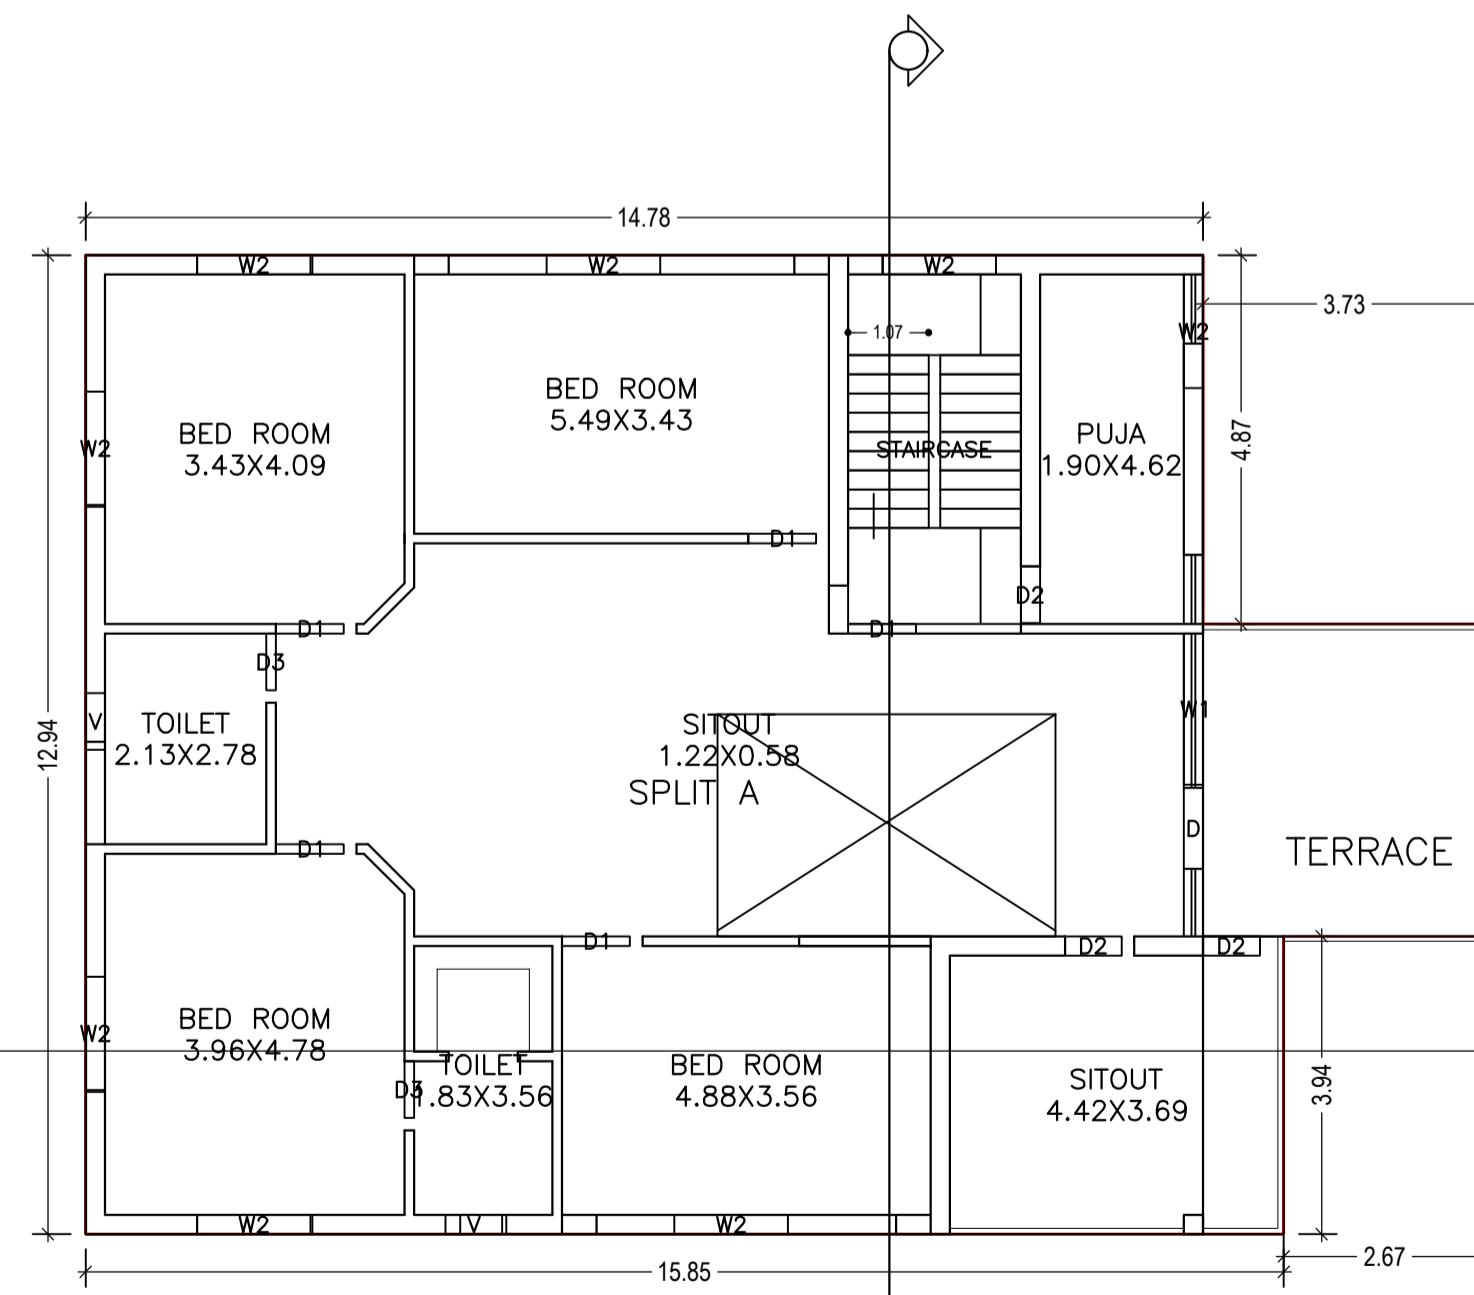 14.78
W2
W2
W2
3.73
W2
1.07
4.87
BED ROOM
5.49X3.43
BED ROOM
3.43X4.09
W2
STAIRCASE
PUJA
1.90X4.62
D1
D2
D1
D1
D3
V
TOILET
2.13X2.78
SITOUT
1.22X0.58
SPLIT A
W1
12.94
D
TERRACE
D1
D1
D2
D2
BED ROOM
3.96X4.78
W2
D3
TOILET
1.83X3.56
BED ROOM
4.88X3.56
SITOUT
4.42X3.69
3.94
W2
V
W2
15.85
2.67